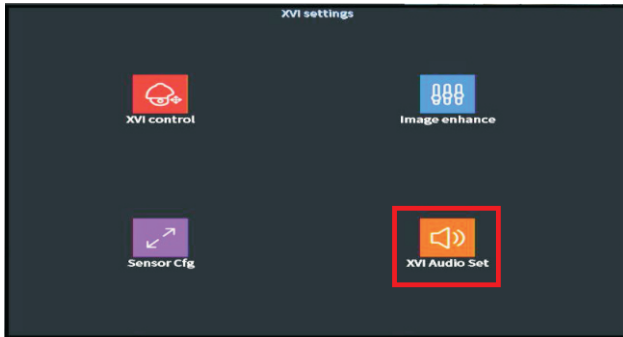 XVI settings
XVI control
Image enhance
Sensor Cfg
XVI Audio Set